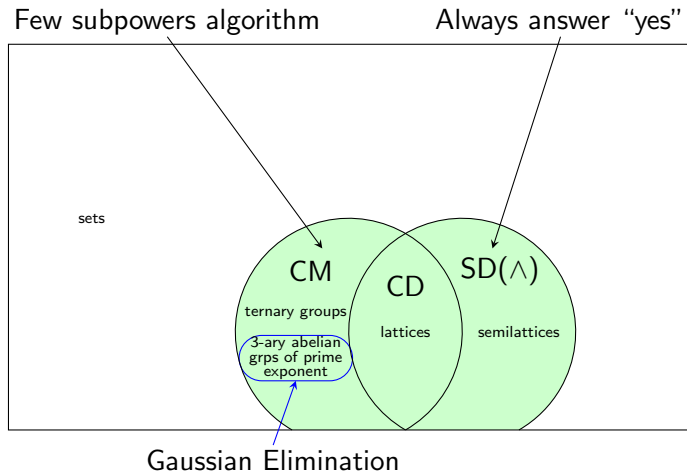 Few subpowers algorithm
Always answer “yes”
sets
CM
CD
SD(∧)
ternary groups
lattices
semilattices
3-ary abelian
grps of prime
exponent
Gaussian Elimination